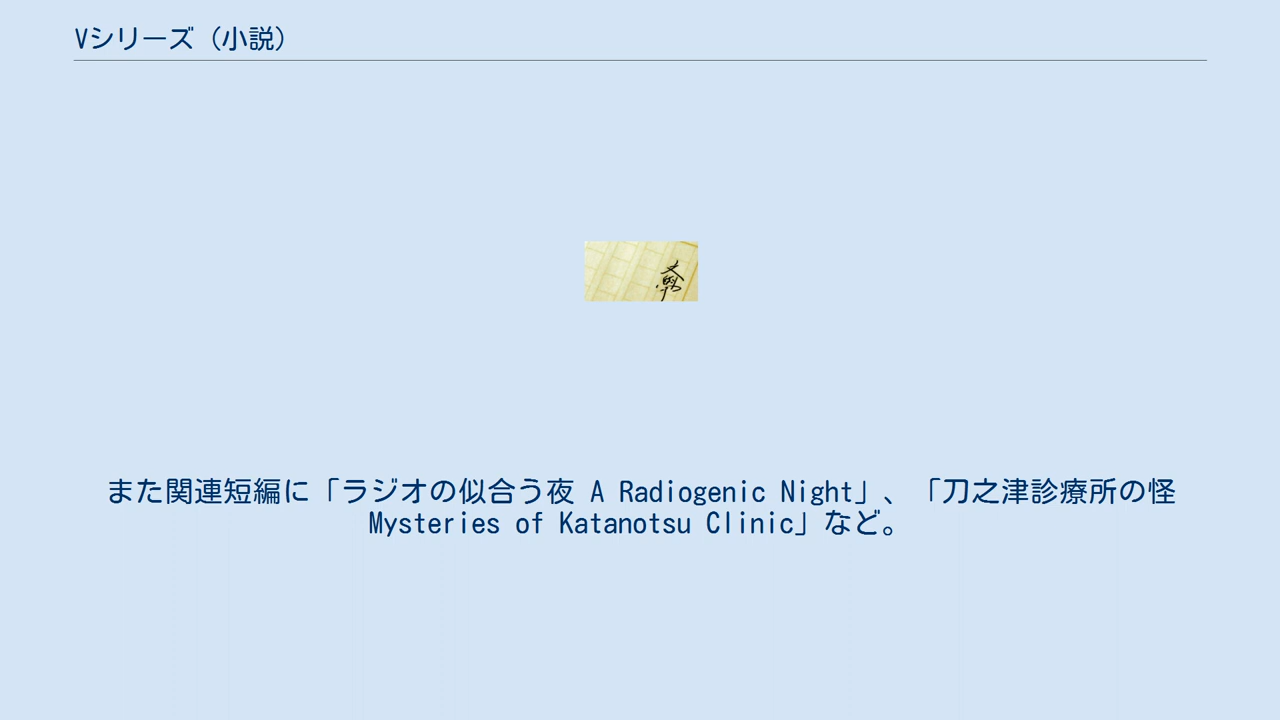 Vシリーズ（小説）
また関連短編に「ラジオの似合う夜 A Radiogenic Night」、「刀之津診療所の怪
Mysteries of Katanotsu Clinic」など。